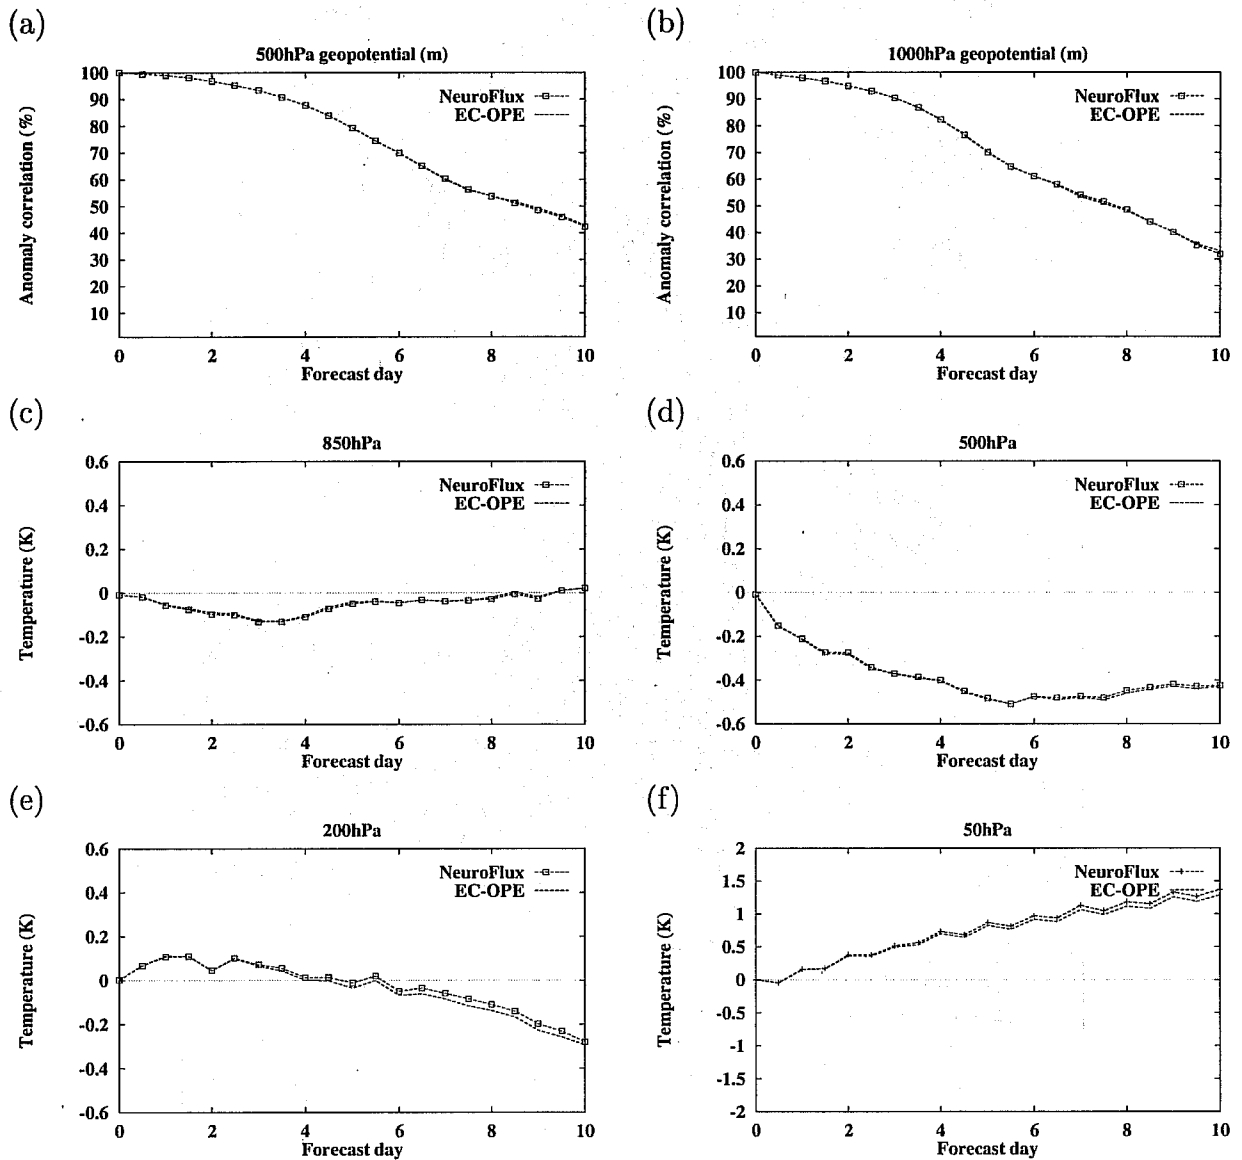 (a)
500hPa geopotential (m)
100
90
80
70
60
50
40
30
20
10
Anomaly correlation (%)
NeuroFlux
EC-OPE
0 2 4 6 8 10
Forecast day
(b)
1000hPa geopotential (m)
100
90
80
70
60
50
40
30
20
10
Anomaly correlation (%)
NeuroFlux
EC-OPE
0 2 4 6 8 10
Forecast day
(c)
850hPa
0.6
0.4
0.2
0
-0.2
-0.4
-0.6
Temperature (K)
NeuroFlux
EC-OPE
0 2 4 6 8 10
Forecast day
(d)
500hPa
0.6
0.4
0.2
0
-0.2
-0.4
-0.6
Temperature (K)
NeuroFlux
EC-OPE
0 2 4 6 8 10
Forecast day
(e)
200hPa
0.6
0.4
0.2
0
-0.2
-0.4
-0.6
Temperature (K)
NeuroFlux
EC-OPE
0 2 4 6 8 10
Forecast day
(f)
50hPa
2
1.5
1
0.5
0
-0.5
-1
-1.5
-2
Temperature (K)
NeuroFlux
EC-OPE
0 2 4 6 8 10
Forecast day